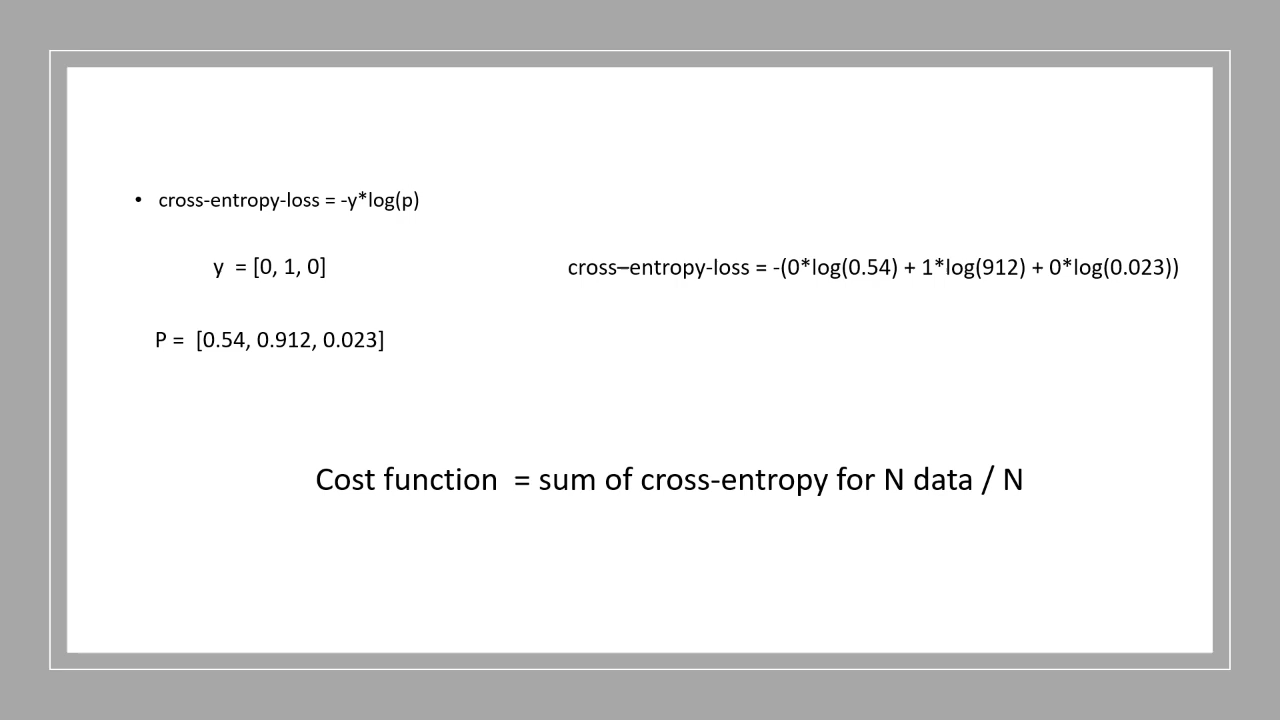 • cross-entropy-loss = -y*log(p)
y = [0, 1, 0]
cross–entropy-loss = -(0*log(0.54) + 1*log(912) + 0*log(0.023))
P = [0.54, 0.912, 0.023]
Cost function = sum of cross-entropy for N data / N